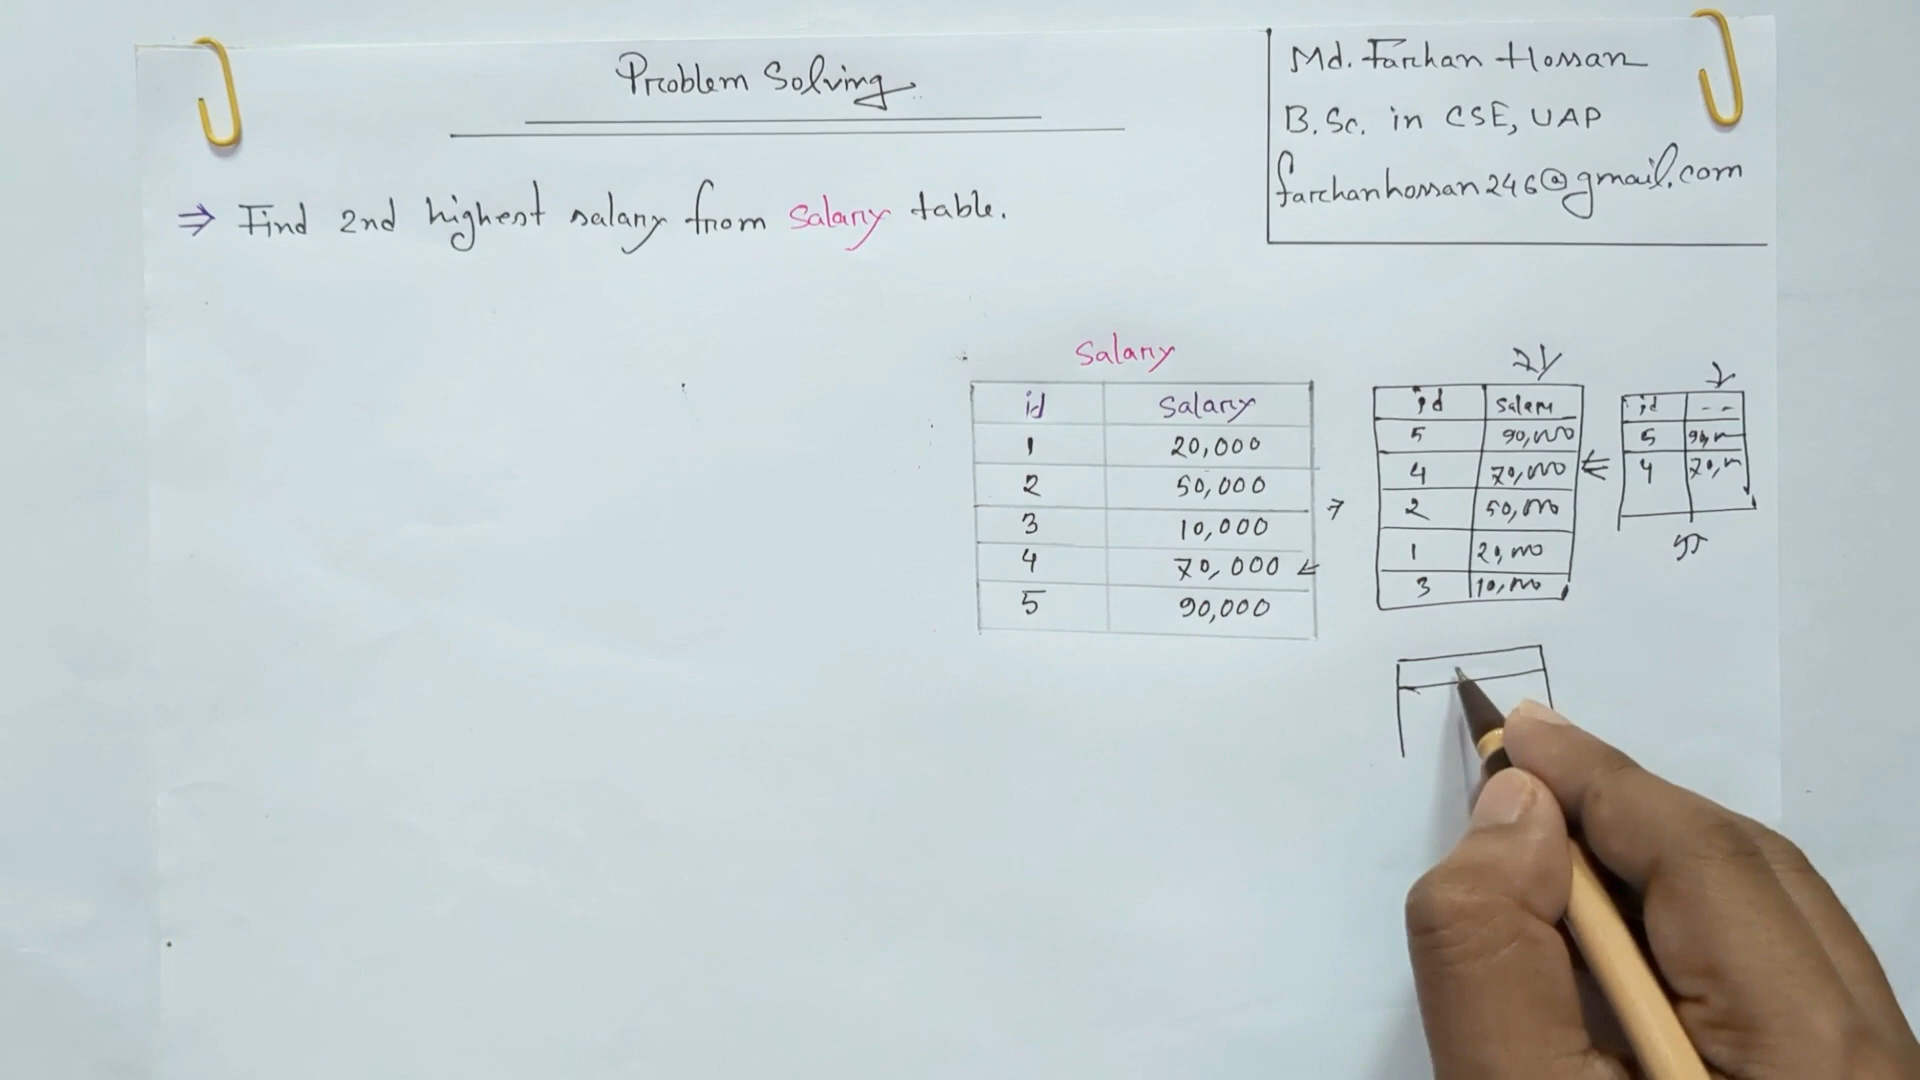 Problem Solving
Md. Farhan Hossan
B.Sc. in CSE, UAP
farhanhossan246@gmail.com
⇒ Find 2nd highest salary from salary table.
Salary
id salary
1 20,000
2 50,000
3 10,000
4 70,000
5 90,000
id salary
5 90,000
4 70,000
2 50,000
1 20,000
3 10,000
id --
5
4